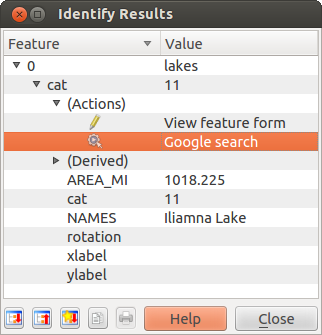 Identify Results
Feature Value
0 lakes
cat 11
(Actions)
View feature form
Google search
(Derived)
AREA_MI 1018.225
cat 11
NAMES Iliamna Lake
rotation
xlabel
ylabel
Help Close